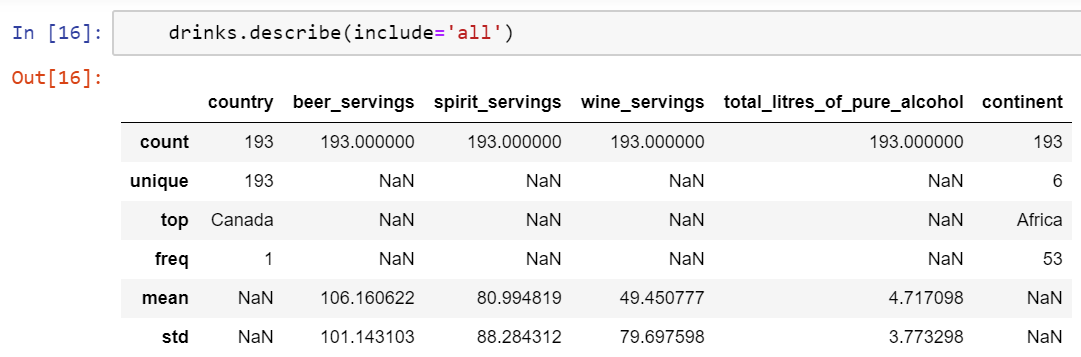 In [16]: drinks.describe(include='all')
Out[16]:
country beer_servings spirit_servings wine_servings total_litres_of_pure_alcohol continent
count 193 193.000000 193.000000 193.000000 193.000000 193
unique 193 NaN NaN NaN NaN 6
top Canada NaN NaN NaN NaN Africa
freq 1 NaN NaN NaN NaN 53
mean NaN 106.160622 80.994819 49.450777 4.717098 NaN
std NaN 101.143103 88.284312 79.697598 3.773298 NaN